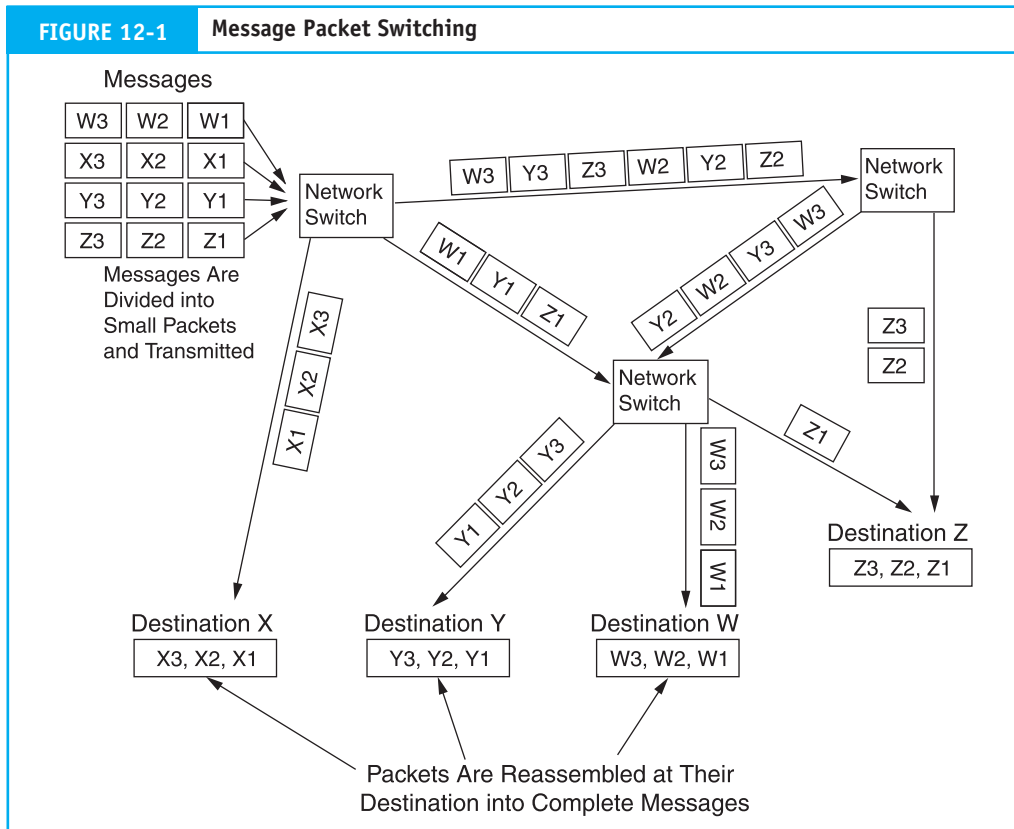 FIGURE 12-1 Message Packet Switching
Messages
W3 W2 W1
X3 X2 X1
Y3 Y2 Y1
Z3 Z2 Z1
Messages Are
Divided into
Small Packets
and Transmitted
Network
Switch
W3 Y3 Z3 W2 Y2 Z2
Network
Switch
W1 Y1 Z1
Y2 W2 Y3 W3
X3
X2
X1
Z3
Z2
Network
Switch
Z1
Y1 Y2 Y3
W3
W2
W1
Destination Z
Z3, Z2, Z1
Destination X
X3, X2, X1
Destination Y
Y3, Y2, Y1
Destination W
W3, W2, W1
Packets Are Reassembled at Their
Destination into Complete Messages